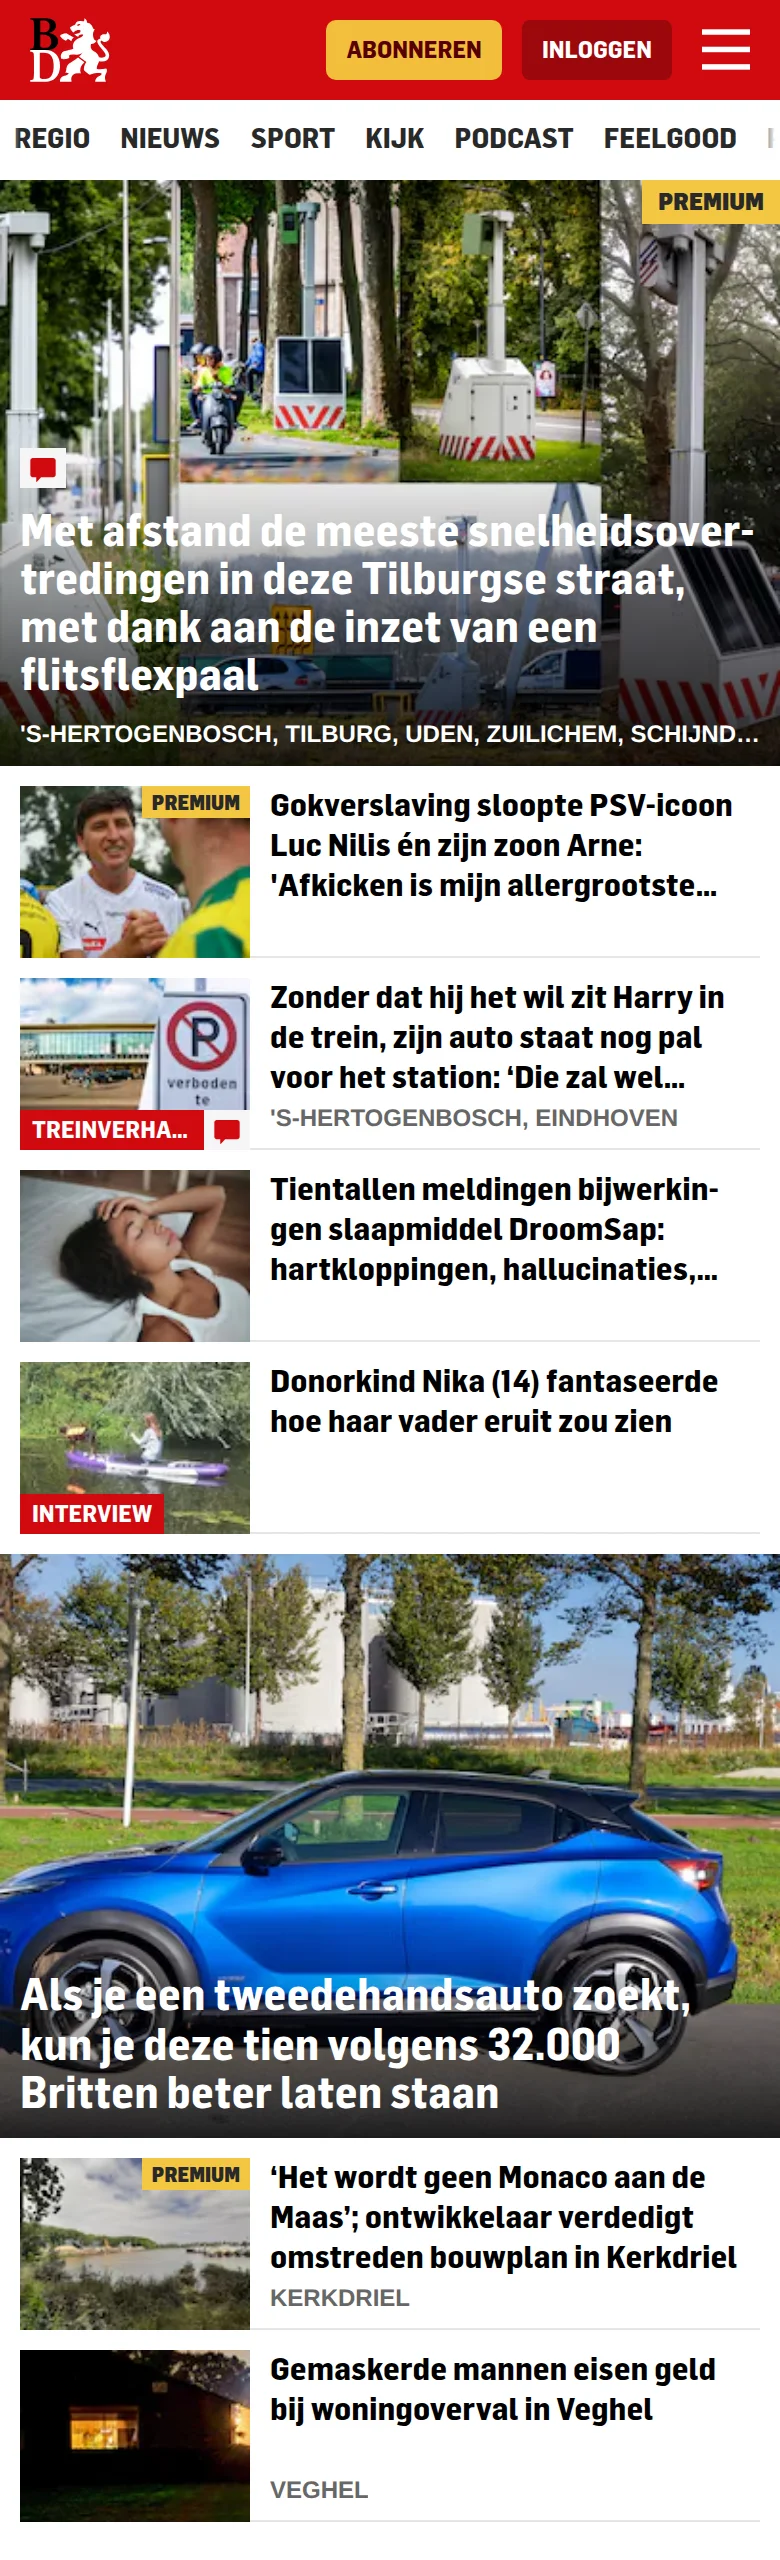 B
D
ABONNEREN
INLOGGEN
REGIO NIEUWS SPORT KIJK PODCAST FEELGOOD
PREMIUM
Met afstand de meeste snelheidsover-
tredingen in deze Tilburgse straat,
met dank aan de inzet van een
flitsflexpaal
'S-HERTOGENBOSCH, TILBURG, UDEN, ZUILICHEM, SCHIJND…
PREMIUM
Gokverslaving sloopte PSV-icoon
Luc Nilis én zijn zoon Arne:
'Afkicken is mijn allergrootste…
P
verboden
te
TREINVERHA…
Zonder dat hij het wil zit Harry in
de trein, zijn auto staat nog pal
voor het station: ‘Die zal wel…
'S-HERTOGENBOSCH, EINDHOVEN
Tientallen meldingen bijwerkin-
gen slaapmiddel DroomSap:
hartkloppingen, hallucinaties,…
INTERVIEW
Donorkind Nika (14) fantaseerde
hoe haar vader eruit zou zien
Als je een tweedehandsauto zoekt,
kun je deze tien volgens 32.000
Britten beter laten staan
PREMIUM
‘Het wordt geen Monaco aan de
Maas’; ontwikkelaar verdedigt
omstreden bouwplan in Kerkdriel
KERKDRIEL
Gemaskerde mannen eisen geld
bij woningoverval in Veghel
VEGHEL